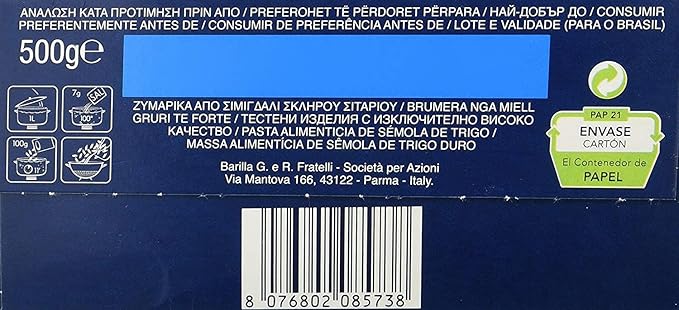 ΑΝΑΛΩΣΗ ΚΑΤΑ ΠΡΟΤΙΜΗΣΗ ΠΡΙΝ ΑΠΟ / PREFEROHET TË PËRDORET PËRPARA / НАЙ-ДОБЪР ДО / CONSUMIR
PREFERENTEMENTE ANTES DE / CONSUMIR DE PREFERÊNCIA ANTES DE / LOTE E VALIDADE (PARA O BRASIL)
500g℮
1L
7g
SAL
100°
100g
11'
ΖΥΜΑΡΙΚΑ ΑΠΟ ΣΙΜΙΓΔΑΛΙ ΣΚΛΗΡΟΥ ΣΙΤΑΡΙΟΥ / BRUMERA NGA MIELL
GRURI TE FORTE / ТЕСТЕНИ ИЗДЕЛИЯ С ИЗКЛЮЧИТЕЛНО ВИСОКО
КАЧЕСТВО / PASTA ALIMENTICIA DE SÉMOLA DE TRIGO /
MASSA ALIMENTÍCIA DE SÊMOLA DE TRIGO DURO
Barilla G. e R. Fratelli - Società per Azioni
Via Mantova 166, 43122 - Parma - Italy.
PAP 21
ENVASE
CARTÓN
El Contenedor de
PAPEL
8 076802 085738